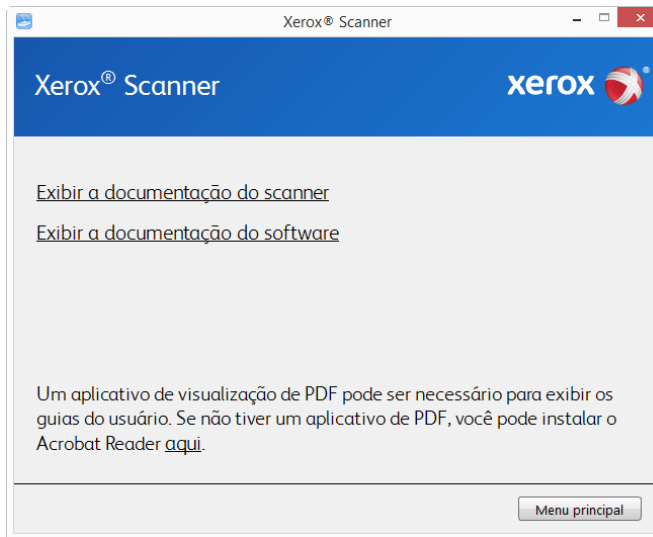 Xerox® Scanner
Xerox® Scanner
xerox ®
Exibir a documentação do scanner
Exibir a documentação do software
Um aplicativo de visualização de PDF pode ser necessário para exibir os
guias do usuário. Se não tiver um aplicativo de PDF, você pode instalar o
Acrobat Reader aqui.
Menu principal